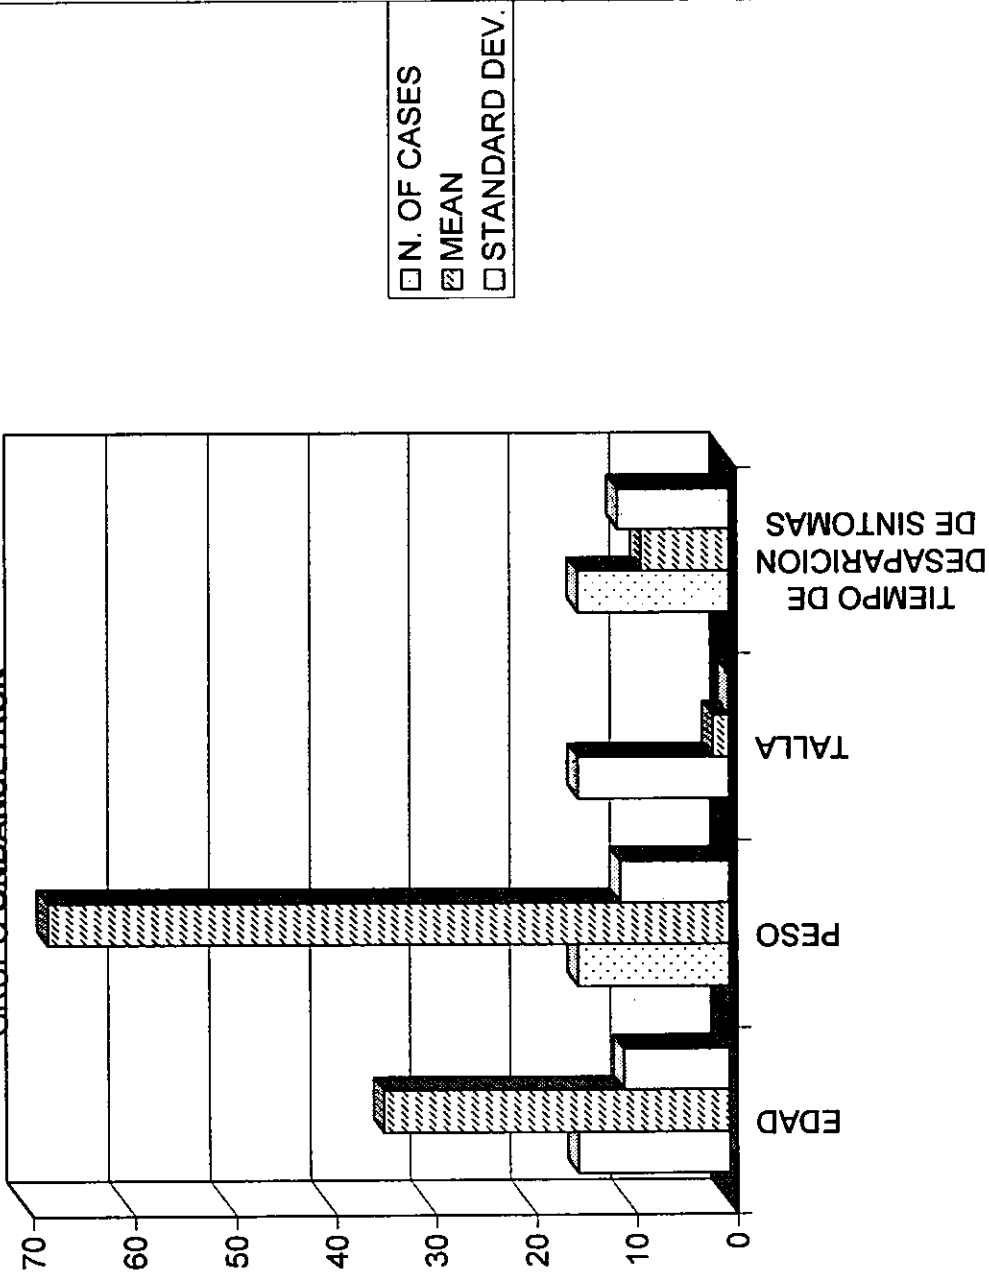 70
60
50
40
30
20
10
0
EDAD
PESO
TALLA
TIEMPO DE
DESAPARICION
DE SINTOMAS
N. OF CASES
MEAN
STANDARD DEV.